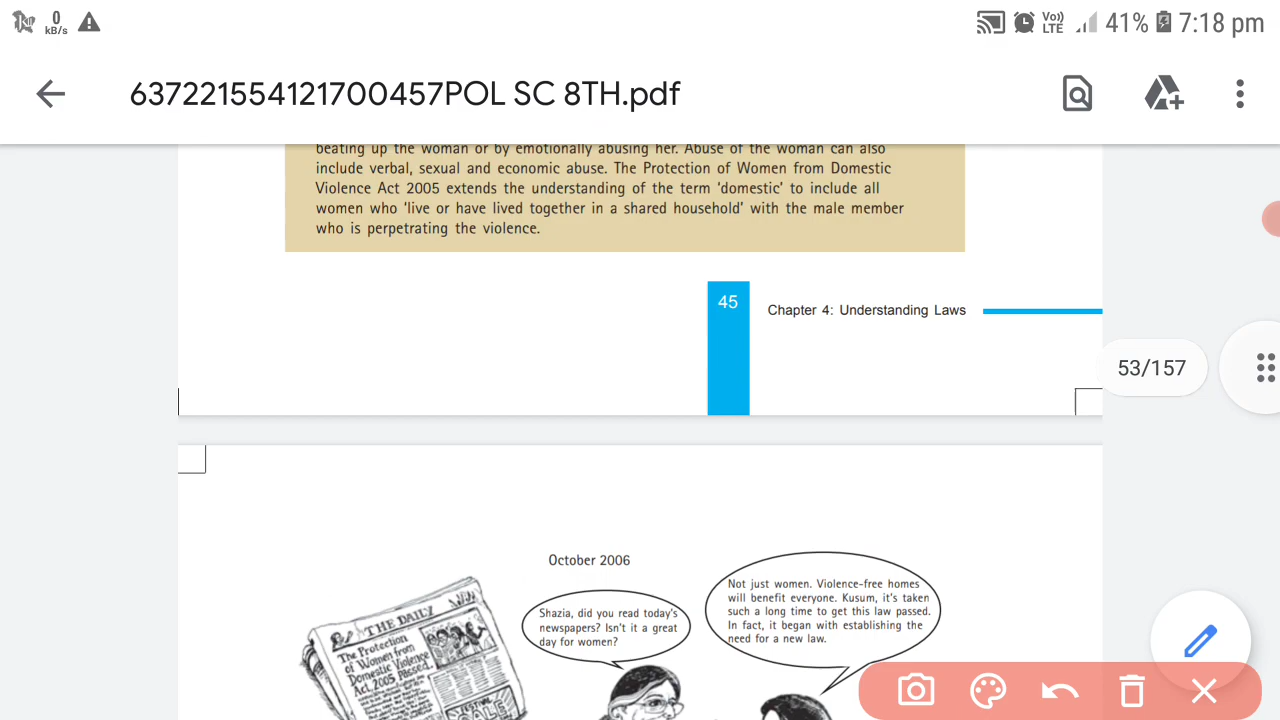 0
kB/s
Vo))
LTE
41%
7:18 pm
637221554121700457POL SC 8TH.pdf
beating up the woman or by emotionally abusing her. Abuse of the woman can also
include verbal, sexual and economic abuse. The Protection of Women from Domestic
Violence Act 2005 extends the understanding of the term 'domestic' to include all
women who 'live or have lived together in a shared household' with the male member
who is perpetrating the violence.
45
Chapter 4: Understanding Laws
53/157
October 2006
Shazia, did you read today's
newspapers? Isn't it a great
day for women?
Not just women. Violence-free homes
will benefit everyone. Kusum, it's taken
such a long time to get this law passed.
In fact, it began with establishing the
need for a new law.
THE DAILY
The Protection
of Women from
Domestic Violence
Act, 2005, Passed.
SALE